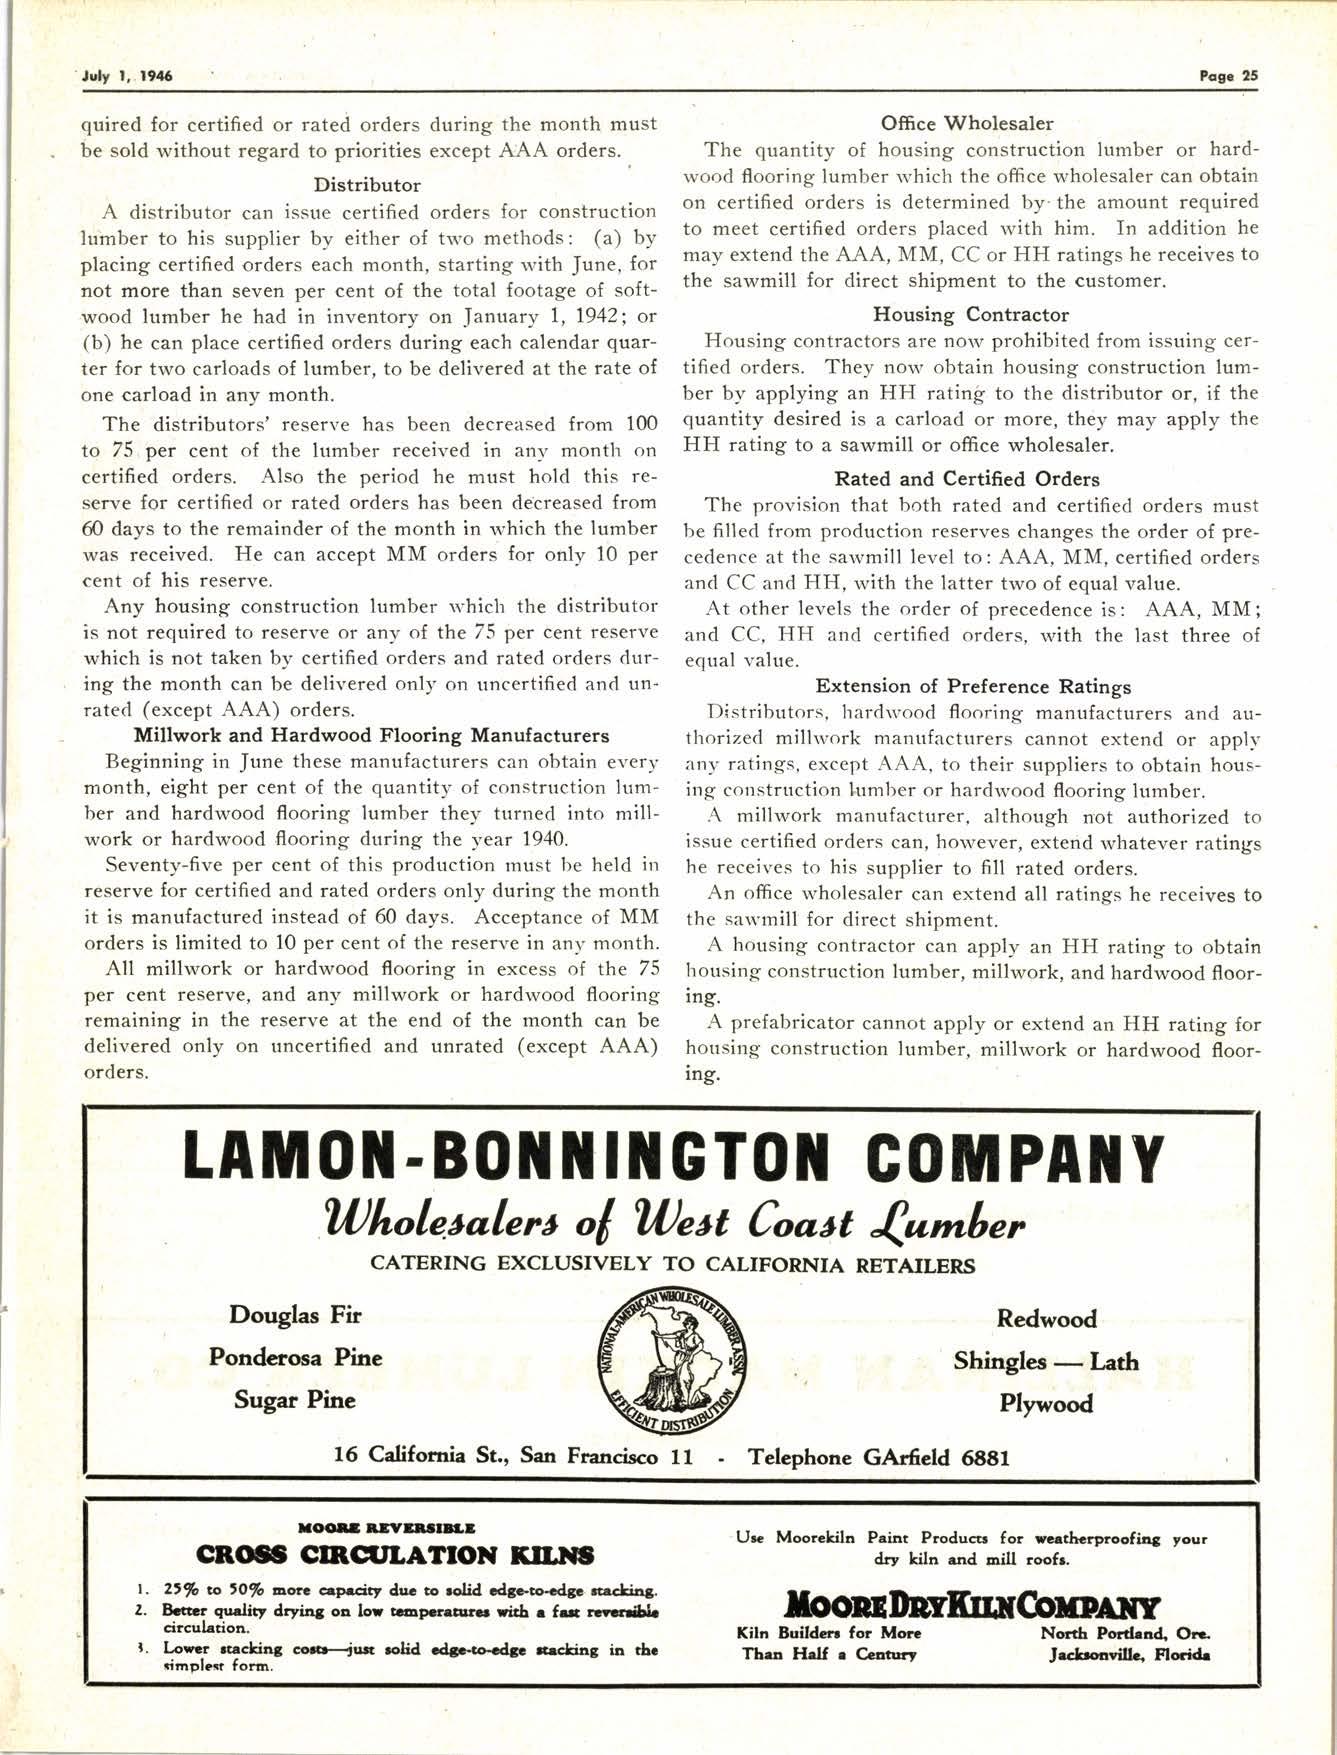 July 1, 1946
Page 25
quired for certified or rated orders during the month must
be sold without regard to priorities except AAA orders.
Distributor
A distributor can issue certified orders for construction
lumber to his supplier by either of two methods: (a) by
placing certified orders each month, starting with June, for
not more than seven per cent of the total footage of soft-
wood lumber he had in inventory on January 1, 1942; or
(b) he can place certified orders during each calendar quar-
ter for two carloads of lumber, to be delivered at the rate of
one carload in any month.
The distributors' reserve has been decreased from 100
to 75 per cent of the lumber received in any month on
certified orders. Also the period he must hold this re-
serve for certified or rated orders has been decreased from
60 days to the remainder of the month in which the lumber
was received. He can accept MM orders for only 10 per
cent of his reserve.
Any housing construction lumber which the distributor
is not required to reserve or any of the 75 per cent reserve
which is not taken by certified orders and rated orders dur-
ing the month can be delivered only on uncertified and un-
rated (except AAA) orders.
Millwork and Hardwood Flooring Manufacturers
Beginning in June these manufacturers can obtain every
month, eight per cent of the quantity of construction lum-
ber and hardwood flooring lumber they turned into mill-
work or hardwood flooring during the year 1940.
Seventy-five per cent of this production must be held in
reserve for certified and rated orders only during the month
it is manufactured instead of 60 days. Acceptance of MM
orders is limited to 10 per cent of the reserve in any month.
All millwork or hardwood flooring in excess of the 75
per cent reserve, and any millwork or hardwood flooring
remaining in the reserve at the end of the month can be
delivered only on uncertified and unrated (except AAA)
orders.
Office Wholesaler
The quantity of housing construction lumber or hard-
wood flooring lumber which the office wholesaler can obtain
on certified orders is determined by the amount required
to meet certified orders placed with him. In addition he
may extend the AAA, MM, CC or HH ratings he receives to
the sawmill for direct shipment to the customer.
Housing Contractor
Housing contractors are now prohibited from issuing cer-
tified orders. They now obtain housing construction lum-
ber by applying an HH rating to the distributor or, if the
quantity desired is a carload or more, they may apply the
HH rating to a sawmill or office wholesaler.
Rated and Certified Orders
The provision that both rated and certified orders must
be filled from production reserves changes the order of pre-
cedence at the sawmill level to: AAA, MM, certified orders
and CC and HH, with the latter two of equal value.
At other levels the order of precedence is: AAA, MM;
and CC, HH and certified orders, with the last three of
equal value.
Extension of Preference Ratings
Distributors, hardwood flooring manufacturers and au-
thorized millwork manufacturers cannot extend or apply
any ratings, except AAA, to their suppliers to obtain hous-
ing construction lumber or hardwood flooring lumber.
A millwork manufacturer, although not authorized to
issue certified orders can, however, extend whatever ratings
he receives to his supplier to fill rated orders.
An office wholesaler can extend all ratings he receives to
the sawmill for direct shipment.
A housing contractor can apply an HH rating to obtain
housing construction lumber, millwork, and hardwood floor-
ing.
A prefabricator cannot apply or extend an HH rating for
housing construction lumber, millwork or hardwood floor-
ing.
LAMON-BONNINGTON COMPANY
Wholesalers of West Coast Lumber
CATERING EXCLUSIVELY TO CALIFORNIA RETAILERS
Douglas Fir
Ponderosa Pine
Sugar Pine
NATIONAL-AMERICAN WHOLESALE LUMBER ASS'N.
EFFICIENT DISTRIBUTION
Redwood
Shingles — Lath
Plywood
16 California St., San Francisco 11 - Telephone GArfield 6881
MOORE REVERSIBLE
CROSS CIRCULATION KILNS
1. 25% to 50% more capacity due to solid edge-to-edge stacking.
2. Better quality drying on low temperatures with a fast reversible
circulation.
3. Lower stacking costs—just solid edge-to-edge stacking in the
simplest form.
Use Moorekiln Paint Products for weatherproofing your
dry kiln and mill roofs.
MOORE DRY KILN COMPANY
Kiln Builders for More
Than Half a Century
North Portland, Ore.
Jacksonville, Florida